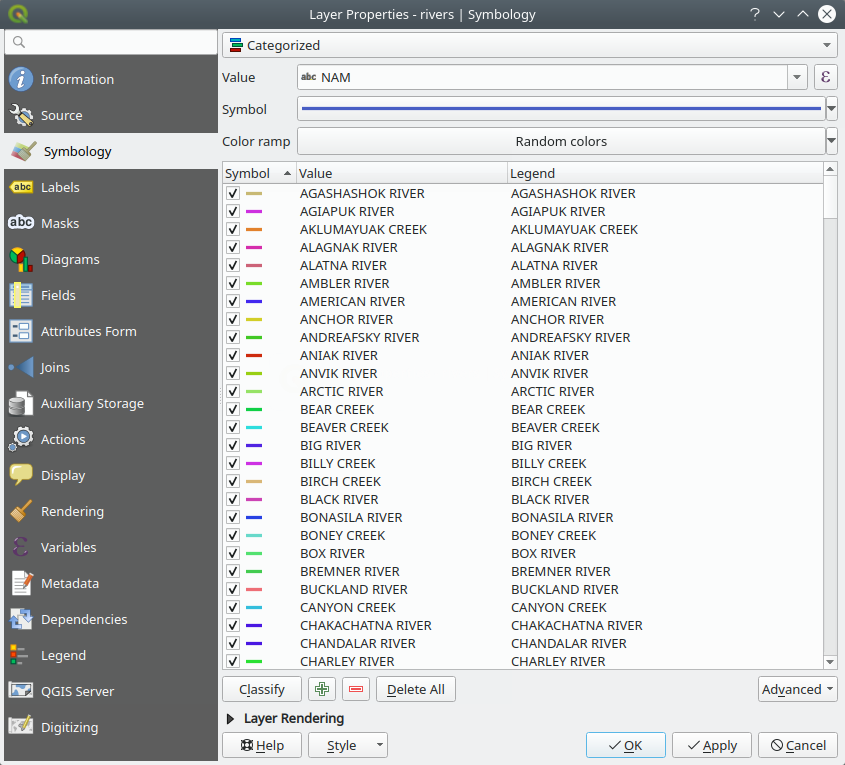 Layer Properties - rivers | Symbology
Information
Source
Symbology
Labels
Masks
Diagrams
Fields
Attributes Form
Joins
Auxiliary Storage
Actions
Display
Rendering
Variables
Metadata
Dependencies
Legend
QGIS Server
Digitizing
Categorized
Value abc NAM ε
Symbol
Color ramp Random colors
Symbol Value Legend
AGASHASHOK RIVER AGASHASHOK RIVER
AGIAPUK RIVER AGIAPUK RIVER
AKLUMAYUAK CREEK AKLUMAYUAK CREEK
ALAGNAK RIVER ALAGNAK RIVER
ALATNA RIVER ALATNA RIVER
AMBLER RIVER AMBLER RIVER
AMERICAN RIVER AMERICAN RIVER
ANCHOR RIVER ANCHOR RIVER
ANDREAFSKY RIVER ANDREAFSKY RIVER
ANIAK RIVER ANIAK RIVER
ANVIK RIVER ANVIK RIVER
ARCTIC RIVER ARCTIC RIVER
BEAR CREEK BEAR CREEK
BEAVER CREEK BEAVER CREEK
BIG RIVER BIG RIVER
BILLY CREEK BILLY CREEK
BIRCH CREEK BIRCH CREEK
BLACK RIVER BLACK RIVER
BONASILA RIVER BONASILA RIVER
BONEY CREEK BONEY CREEK
BOX RIVER BOX RIVER
BREMNER RIVER BREMNER RIVER
BUCKLAND RIVER BUCKLAND RIVER
CANYON CREEK CANYON CREEK
CHAKACHATNA RIVER CHAKACHATNA RIVER
CHANDALAR RIVER CHANDALAR RIVER
CHARLEY RIVER CHARLEY RIVER
Classify Delete All Advanced
Layer Rendering
Help Style OK Apply Cancel